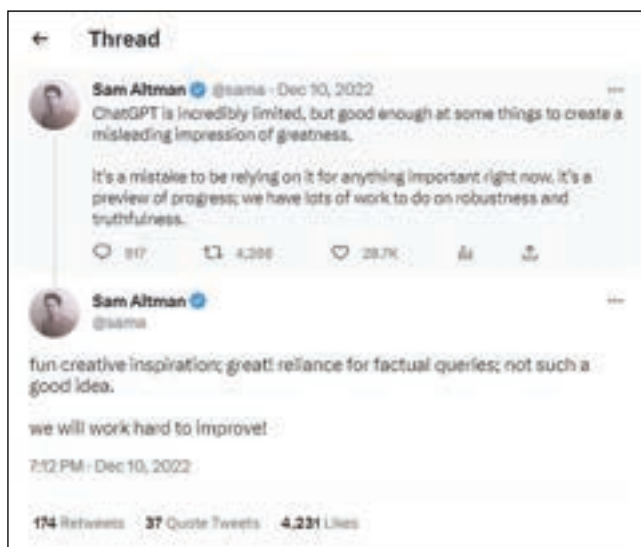 Thread
Sam Altman @sama · Dec 10, 2022
ChatGPT is incredibly limited, but good enough at some things to create a
misleading impression of greatness.
it's a mistake to be relying on it for anything important right now. it's a
preview of progress; we have lots of work to do on robustness and
truthfulness.
28.7K
Sam Altman
@sama
fun creative inspiration; great! reliance for factual queries; not such a
good idea.
we will work hard to improve!
7:12 PM · Dec 10, 2022
174 Retweets 37 Quote Tweets 4,231 Likes